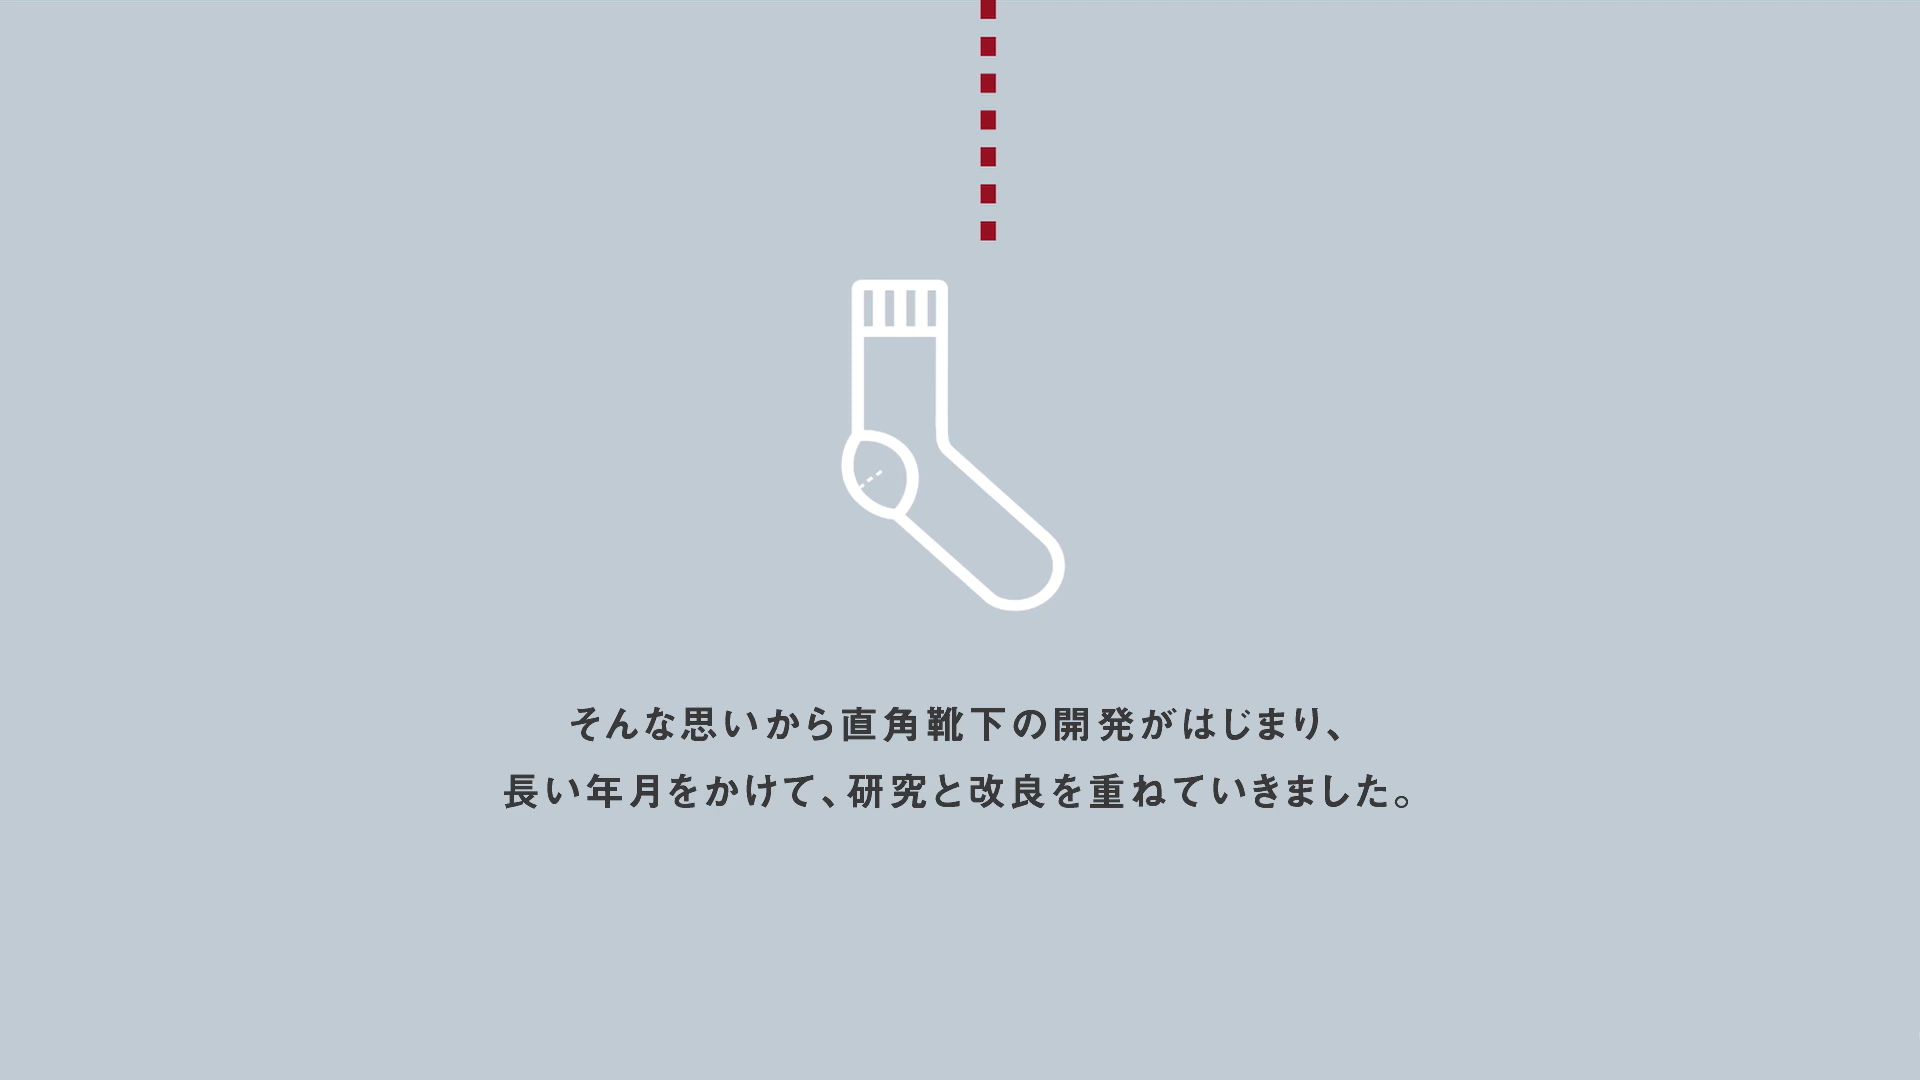 そんな思いから直角靴下の開発がはじまり、
長い年月をかけて、研究と改良を重ねていきました。